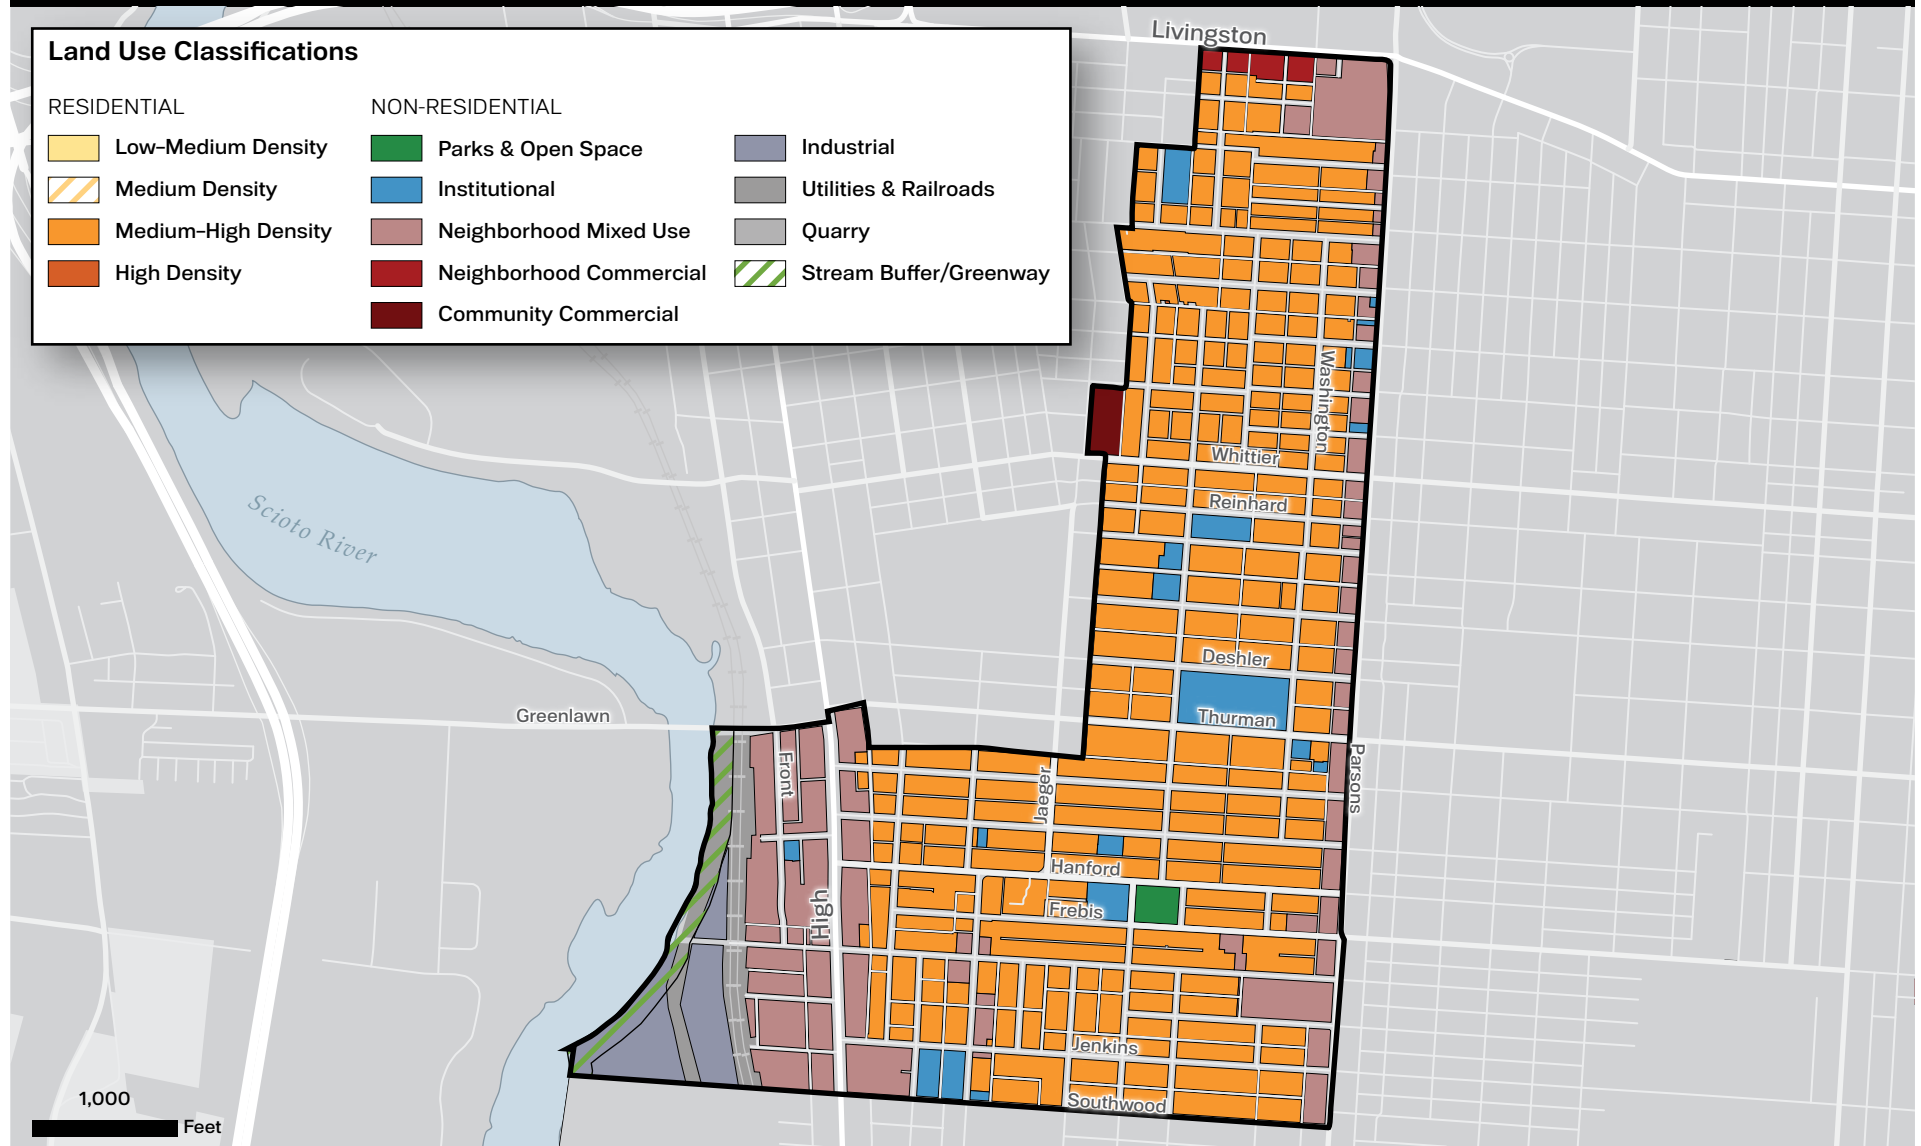 Livingston
Land Use Classifications
RESIDENTIAL
Low–Medium Density
Medium Density
Medium–High Density
High Density
NON-RESIDENTIAL
Parks & Open Space
Institutional
Neighborhood Mixed Use
Neighborhood Commercial
Community Commercial
Industrial
Utilities & Railroads
Quarry
Stream Buffer/Greenway
Washington
Whittier
Reinhard
Scioto River
Deshler
Thurman
Greenlawn
Front
Jaeger
Parsons
Hanford
High
Frebis
Jenkins
Southwood
1,000
Feet